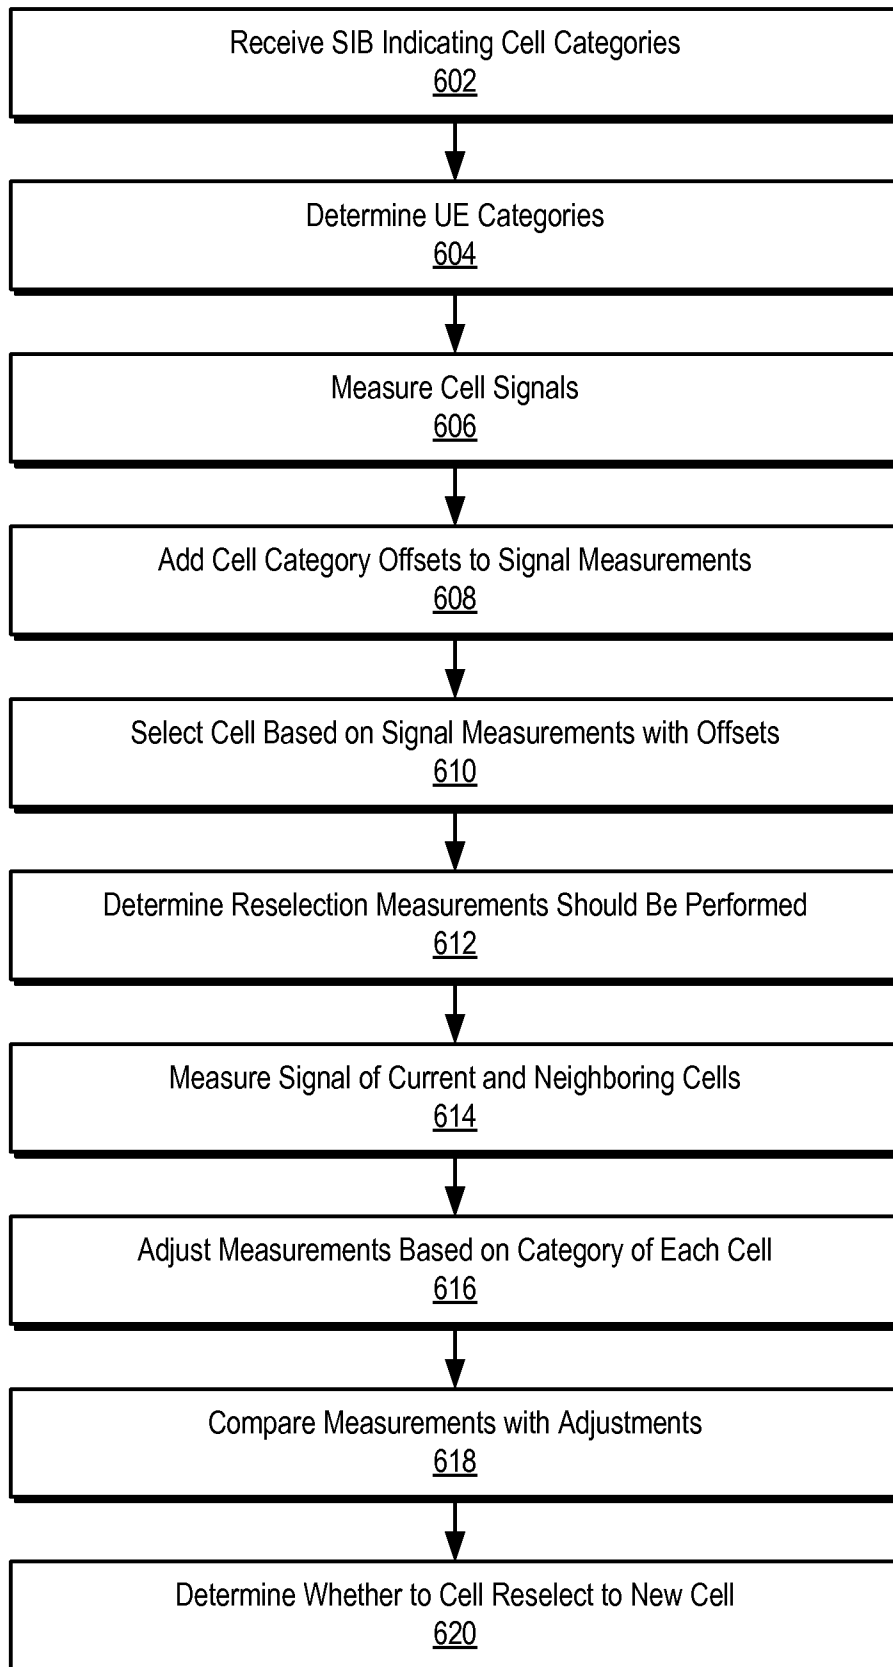 Receive SIB Indicating Cell Categories
602
Determine UE Categories
604
Measure Cell Signals
606
Add Cell Category Offsets to Signal Measurements
608
Select Cell Based on Signal Measurements with Offsets
610
Determine Reselection Measurements Should Be Performed
612
Measure Signal of Current and Neighboring Cells
614
Adjust Measurements Based on Category of Each Cell
616
Compare Measurements with Adjustments
618
Determine Whether to Cell Reselect to New Cell
620